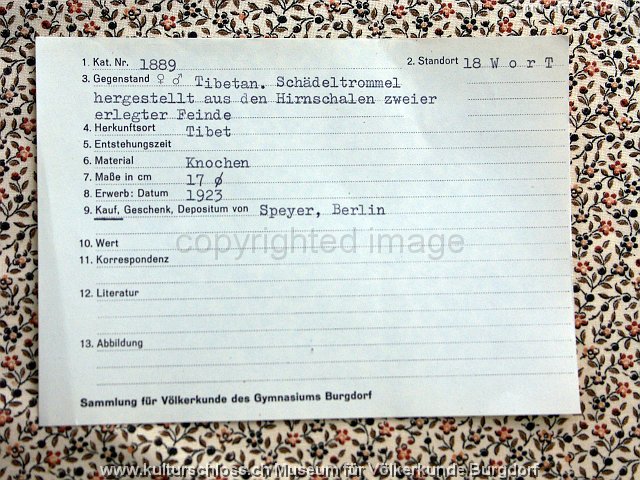 1. Kat. Nr. 1889 2. Standort 18 W o r T
3. Gegenstand ♀ ♂ Tibetan. Schädeltrommel
hergestellt aus den Hirnschalen zweier
erlegter Feinde
4. Herkunftsort Tibet
5. Entstehungszeit
6. Material Knochen
7. Maße in cm 17 ø
8. Erwerb: Datum 1923
9. Kauf, Geschenk, Depositum von Speyer, Berlin
10. Wert
copyrighted image
11. Korrespondenz
12. Literatur
13. Abbildung
Sammlung für Völkerkunde des Gymnasiums Burgdorf
www.kulturschloss.ch Museum für Völkerkunde Burgdorf